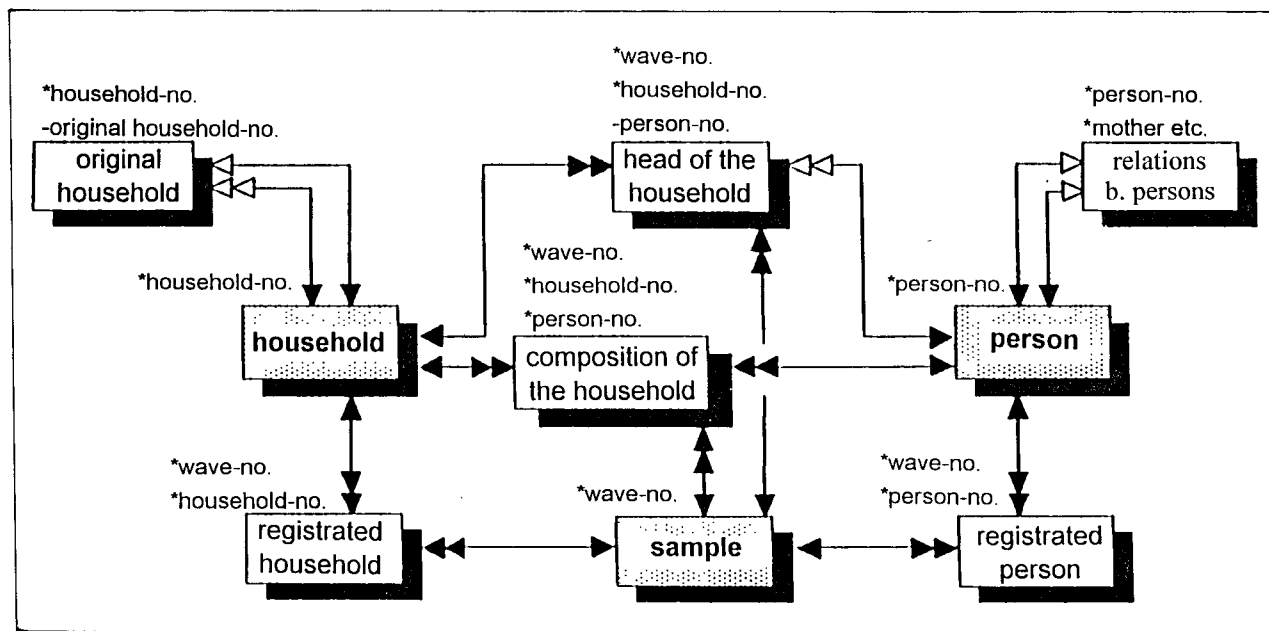 *household-no.
-original household-no.
original
household
*wave-no.
*household-no.
-person-no.
head of the
household
*person-no.
*mother etc.
relations
b. persons
*household-no.
household
*wave-no.
*household-no.
*person-no.
composition of
the household
*person-no.
person
*wave-no.
*household-no.
registrated
household
*wave-no.
sample
*wave-no.
*person-no.
registrated
person